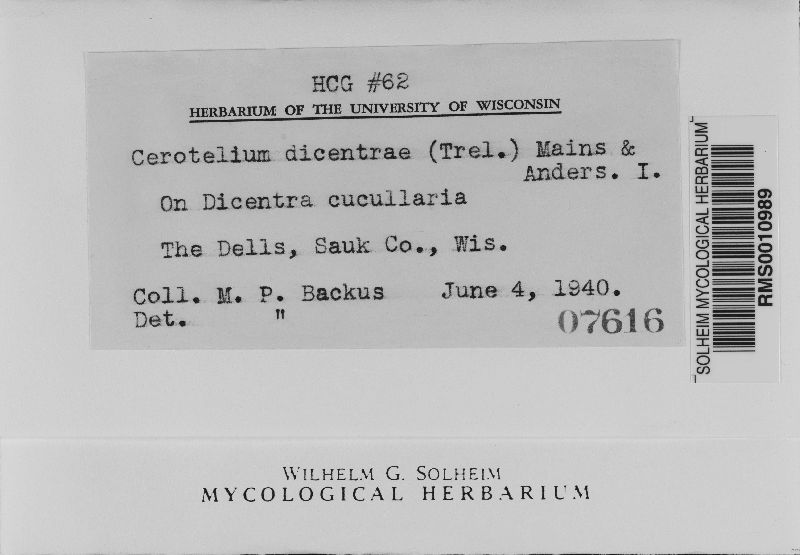 HCG #62
HERBARIUM OF THE UNIVERSITY OF WISCONSIN
Cerotelium dicentrae (Trel.) Mains &
Anders. I.
On Dicentra cucullaria
The Dells, Sauk Co., Wis.
Coll. M. P. Backus June 4, 1940.
Det. "
07616
SOLHEIM MYCOLOGICAL HERBARIUM
RMS0010989
WILHELM G. SOLHEIM
MYCOLOGICAL HERBARIUM